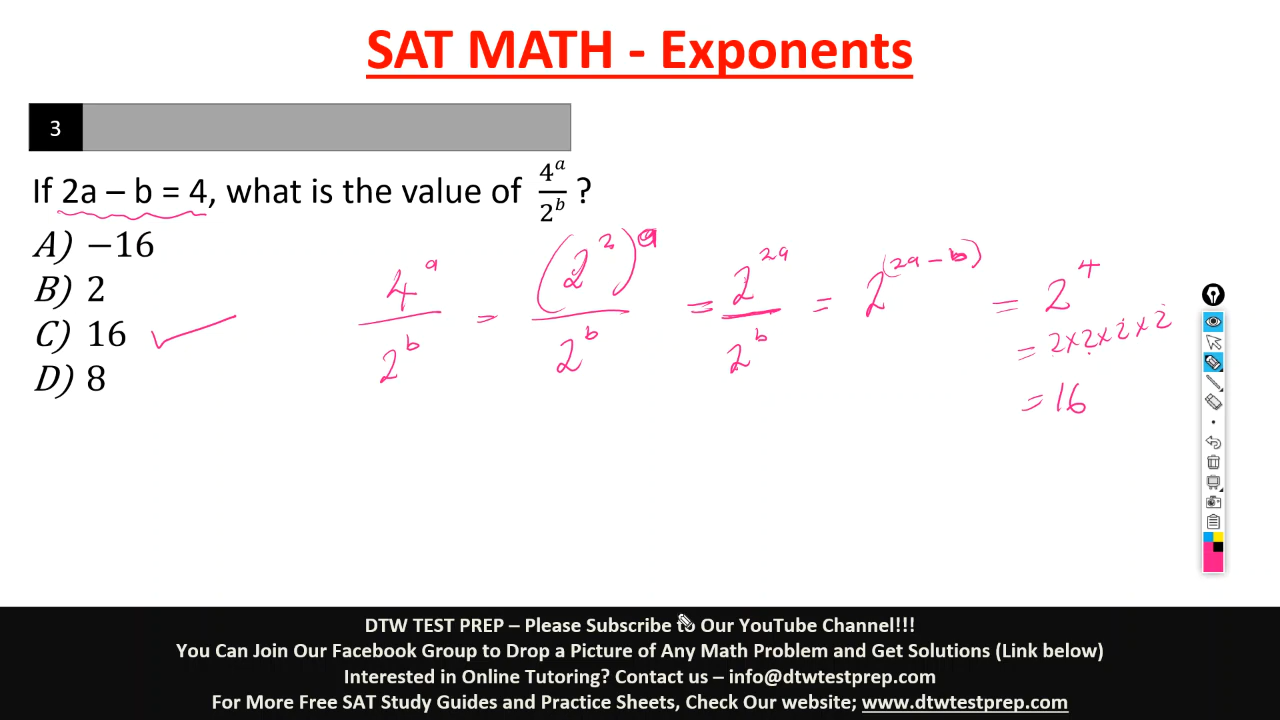 SAT MATH - Exponents
3
If 2a – b = 4, what is the value of 4^a/2^b ?
A) −16
B) 2
C) 16
D) 8
4^a/2^b = (2^2)^a/2^b = 2^2a/2^b = 2^(2a – b) = 2^4
= 2×2×2×2
= 16
DTW TEST PREP – Please Subscribe to Our YouTube Channel!!!
You Can Join Our Facebook Group to Drop a Picture of Any Math Problem and Get Solutions (Link below)
Interested in Online Tutoring? Contact us – info@dtwtestprep.com
For More Free SAT Study Guides and Practice Sheets, Check Our website; www.dtwtestprep.com